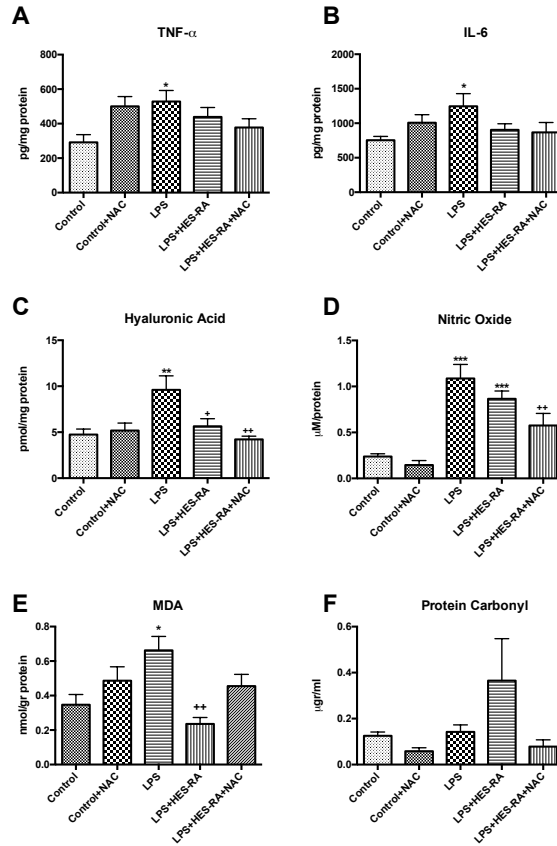 A
TNF-α
pg/mg protein
800
600
400
200
0
Control
Control+NAC
LPS
LPS+HES-RA
LPS+HES-RA+NAC
*
B
IL-6
pg/mg protein
2000
1500
1000
500
0
Control
Control+NAC
LPS
LPS+HES-RA
LPS+HES-RA+NAC
*
C
Hyaluronic Acid
pmol/mg protein
15
10
5
0
Control
Control+NAC
LPS
LPS+HES-RA
LPS+HES-RA+NAC
**
+
++
D
Nitric Oxide
μM/protein
1.5
1.0
0.5
0.0
Control
Control+NAC
LPS
LPS+HES-RA
LPS+HES-RA+NAC
***
***
++
E
MDA
nmol/gr protein
0.8
0.6
0.4
0.2
0.0
Control
Control+NAC
LPS
LPS+HES-RA
LPS+HES-RA+NAC
*
++
F
Protein Carbonyl
μgr/ml
0.6
0.4
0.2
0.0
Control
Control+NAC
LPS
LPS+HES-RA
LPS+HES-RA+NAC